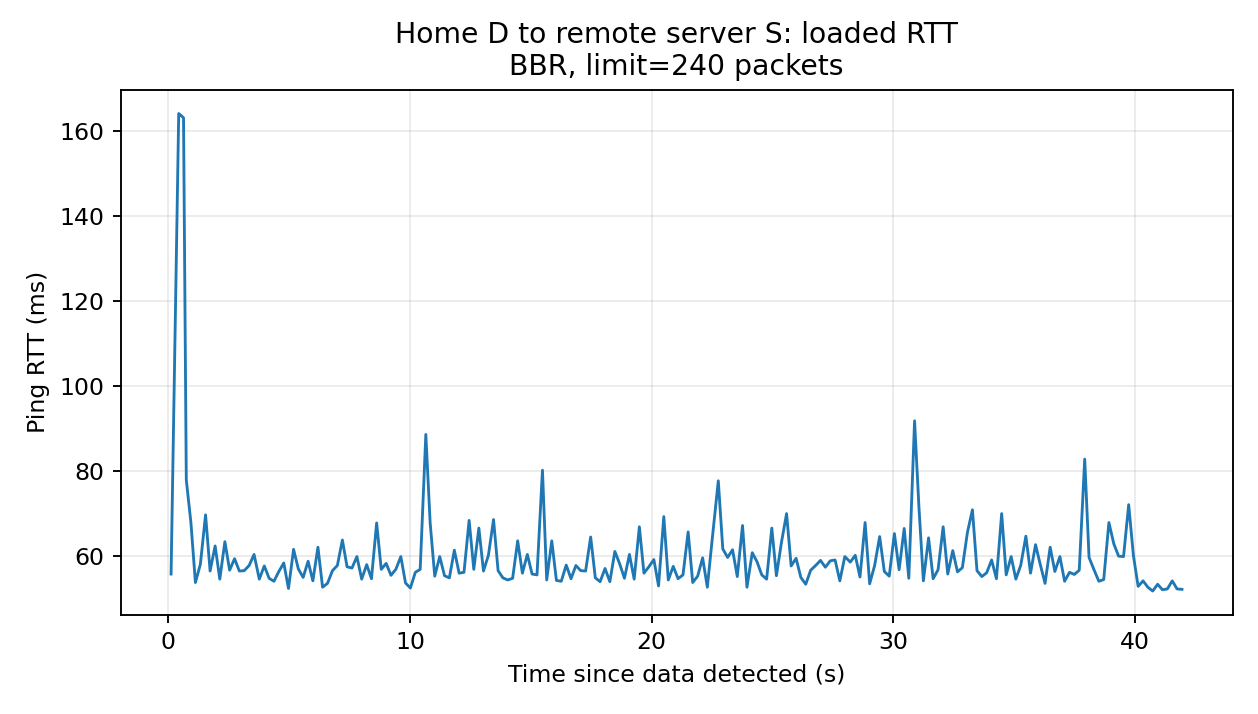 Home D to remote server S: loaded RTT
BBR, limit=240 packets
Ping RTT (ms)
160
140
120
100
80
60
0
10
20
30
40
Time since data detected (s)